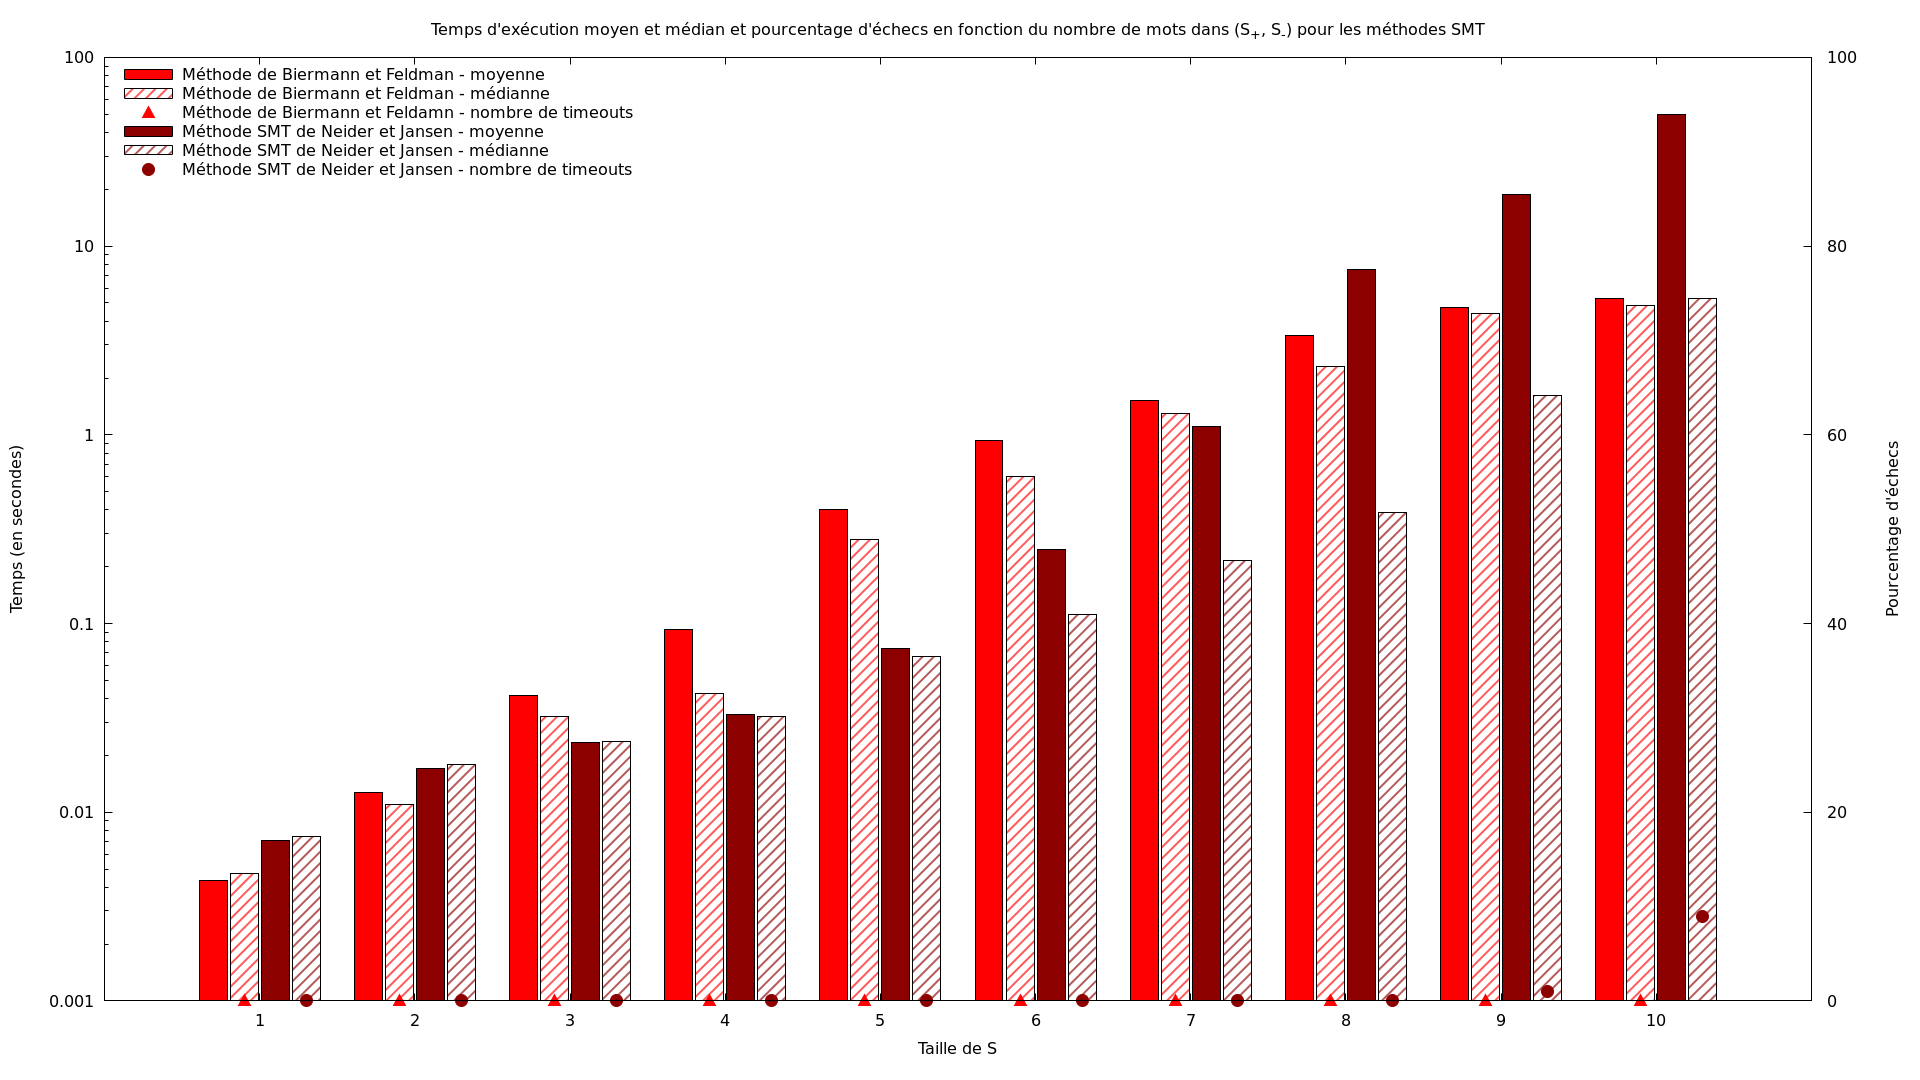 Temps d'exécution moyen et médian et pourcentage d'échecs en fonction du nombre de mots dans (S+, S-) pour les méthodes SMT
Méthode de Biermann et Feldman - moyenne
Méthode de Biermann et Feldman - médianne
Méthode de Biermann et Feldamn - nombre de timeouts
Méthode SMT de Neider et Jansen - moyenne
Méthode SMT de Neider et Jansen - médianne
Méthode SMT de Neider et Jansen - nombre de timeouts
Temps (en secondes)
100
10
1
0.1
0.01
0.001
1 2 3 4 5 6 7 8 9 10
Taille de S
100
80
60
40
20
0
Pourcentage d'échecs